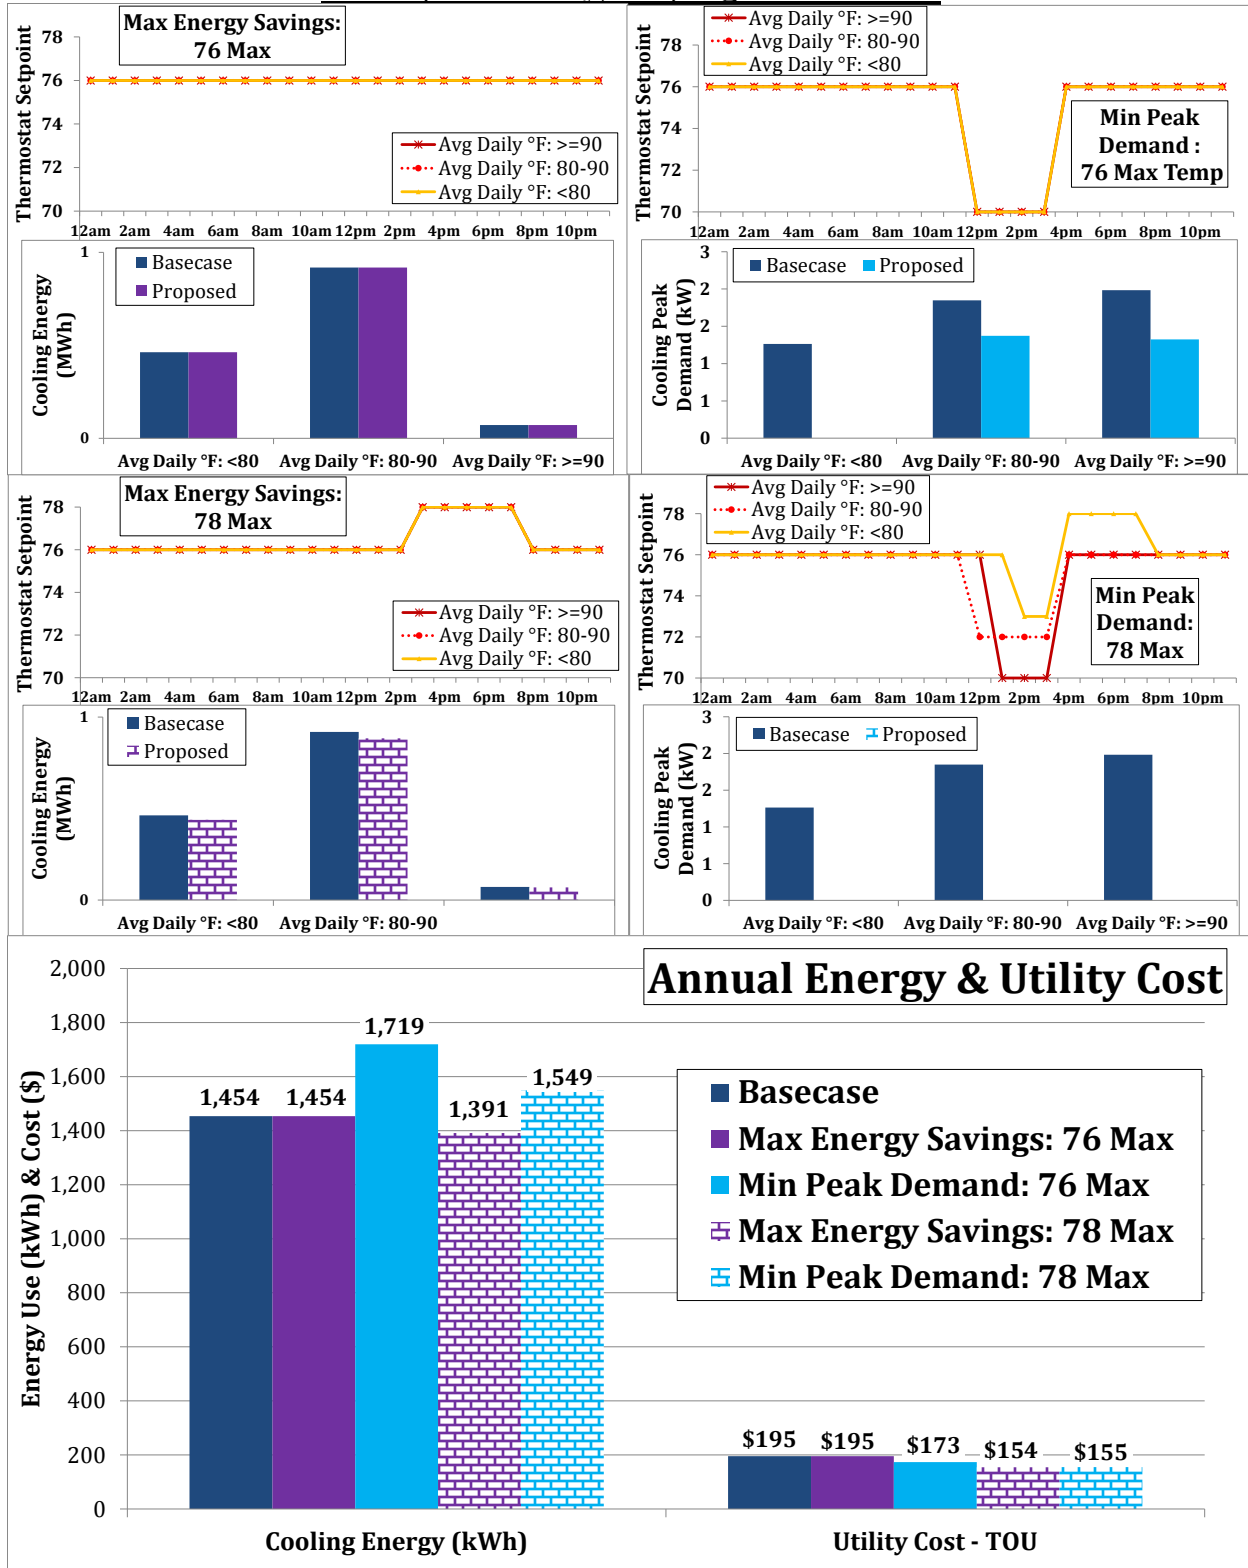 Max Energy Savings:
76 Max
Thermostat Setpoint
78
76
74
72
70
Avg Daily °F: >=90
Avg Daily °F: 80-90
Avg Daily °F: <80
12am 2am 4am 6am 8am 10am 12pm 2pm 4pm 6pm 8pm 10pm
Avg Daily °F: >=90
Avg Daily °F: 80-90
Avg Daily °F: <80
Thermostat Setpoint
78
76
74
72
70
Min Peak
Demand :
76 Max Temp
12am 2am 4am 6am 8am 10am 12pm 2pm 4pm 6pm 8pm 10pm
Cooling Energy
(MWh)
1
0
Basecase
Proposed
Avg Daily °F: <80 Avg Daily °F: 80-90 Avg Daily °F: >=90
Cooling Peak
Demand (kW)
3
2
2
1
1
0
Basecase Proposed
Avg Daily °F: <80 Avg Daily °F: 80-90 Avg Daily °F: >=90
Max Energy Savings:
78 Max
Thermostat Setpoint
78
76
74
72
70
Avg Daily °F: >=90
Avg Daily °F: 80-90
Avg Daily °F: <80
12am 2am 4am 6am 8am 10am 12pm 2pm 4pm 6pm 8pm 10pm
Avg Daily °F: >=90
Avg Daily °F: 80-90
Avg Daily °F: <80
Thermostat Setpoint
78
76
74
72
70
Min Peak
Demand:
78 Max
12am 2am 4am 6am 8am 10am 12pm 2pm 4pm 6pm 8pm 10pm
Cooling Energy
(MWh)
1
0
Basecase
Proposed
Avg Daily °F: <80 Avg Daily °F: 80-90
Cooling Peak
Demand (kW)
3
2
2
1
1
0
Basecase Proposed
Avg Daily °F: <80 Avg Daily °F: 80-90 Avg Daily °F: >=90
Annual Energy & Utility Cost
Energy Use (kWh) & Cost ($)
2,000
1,800
1,600
1,400
1,200
1,000
800
600
400
200
0
1,454 1,454 1,719 1,391 1,549
Basecase
Max Energy Savings: 76 Max
Min Peak Demand: 76 Max
Max Energy Savings: 78 Max
Min Peak Demand: 78 Max
$195 $195 $173 $154 $155
Cooling Energy (kWh) Utility Cost - TOU